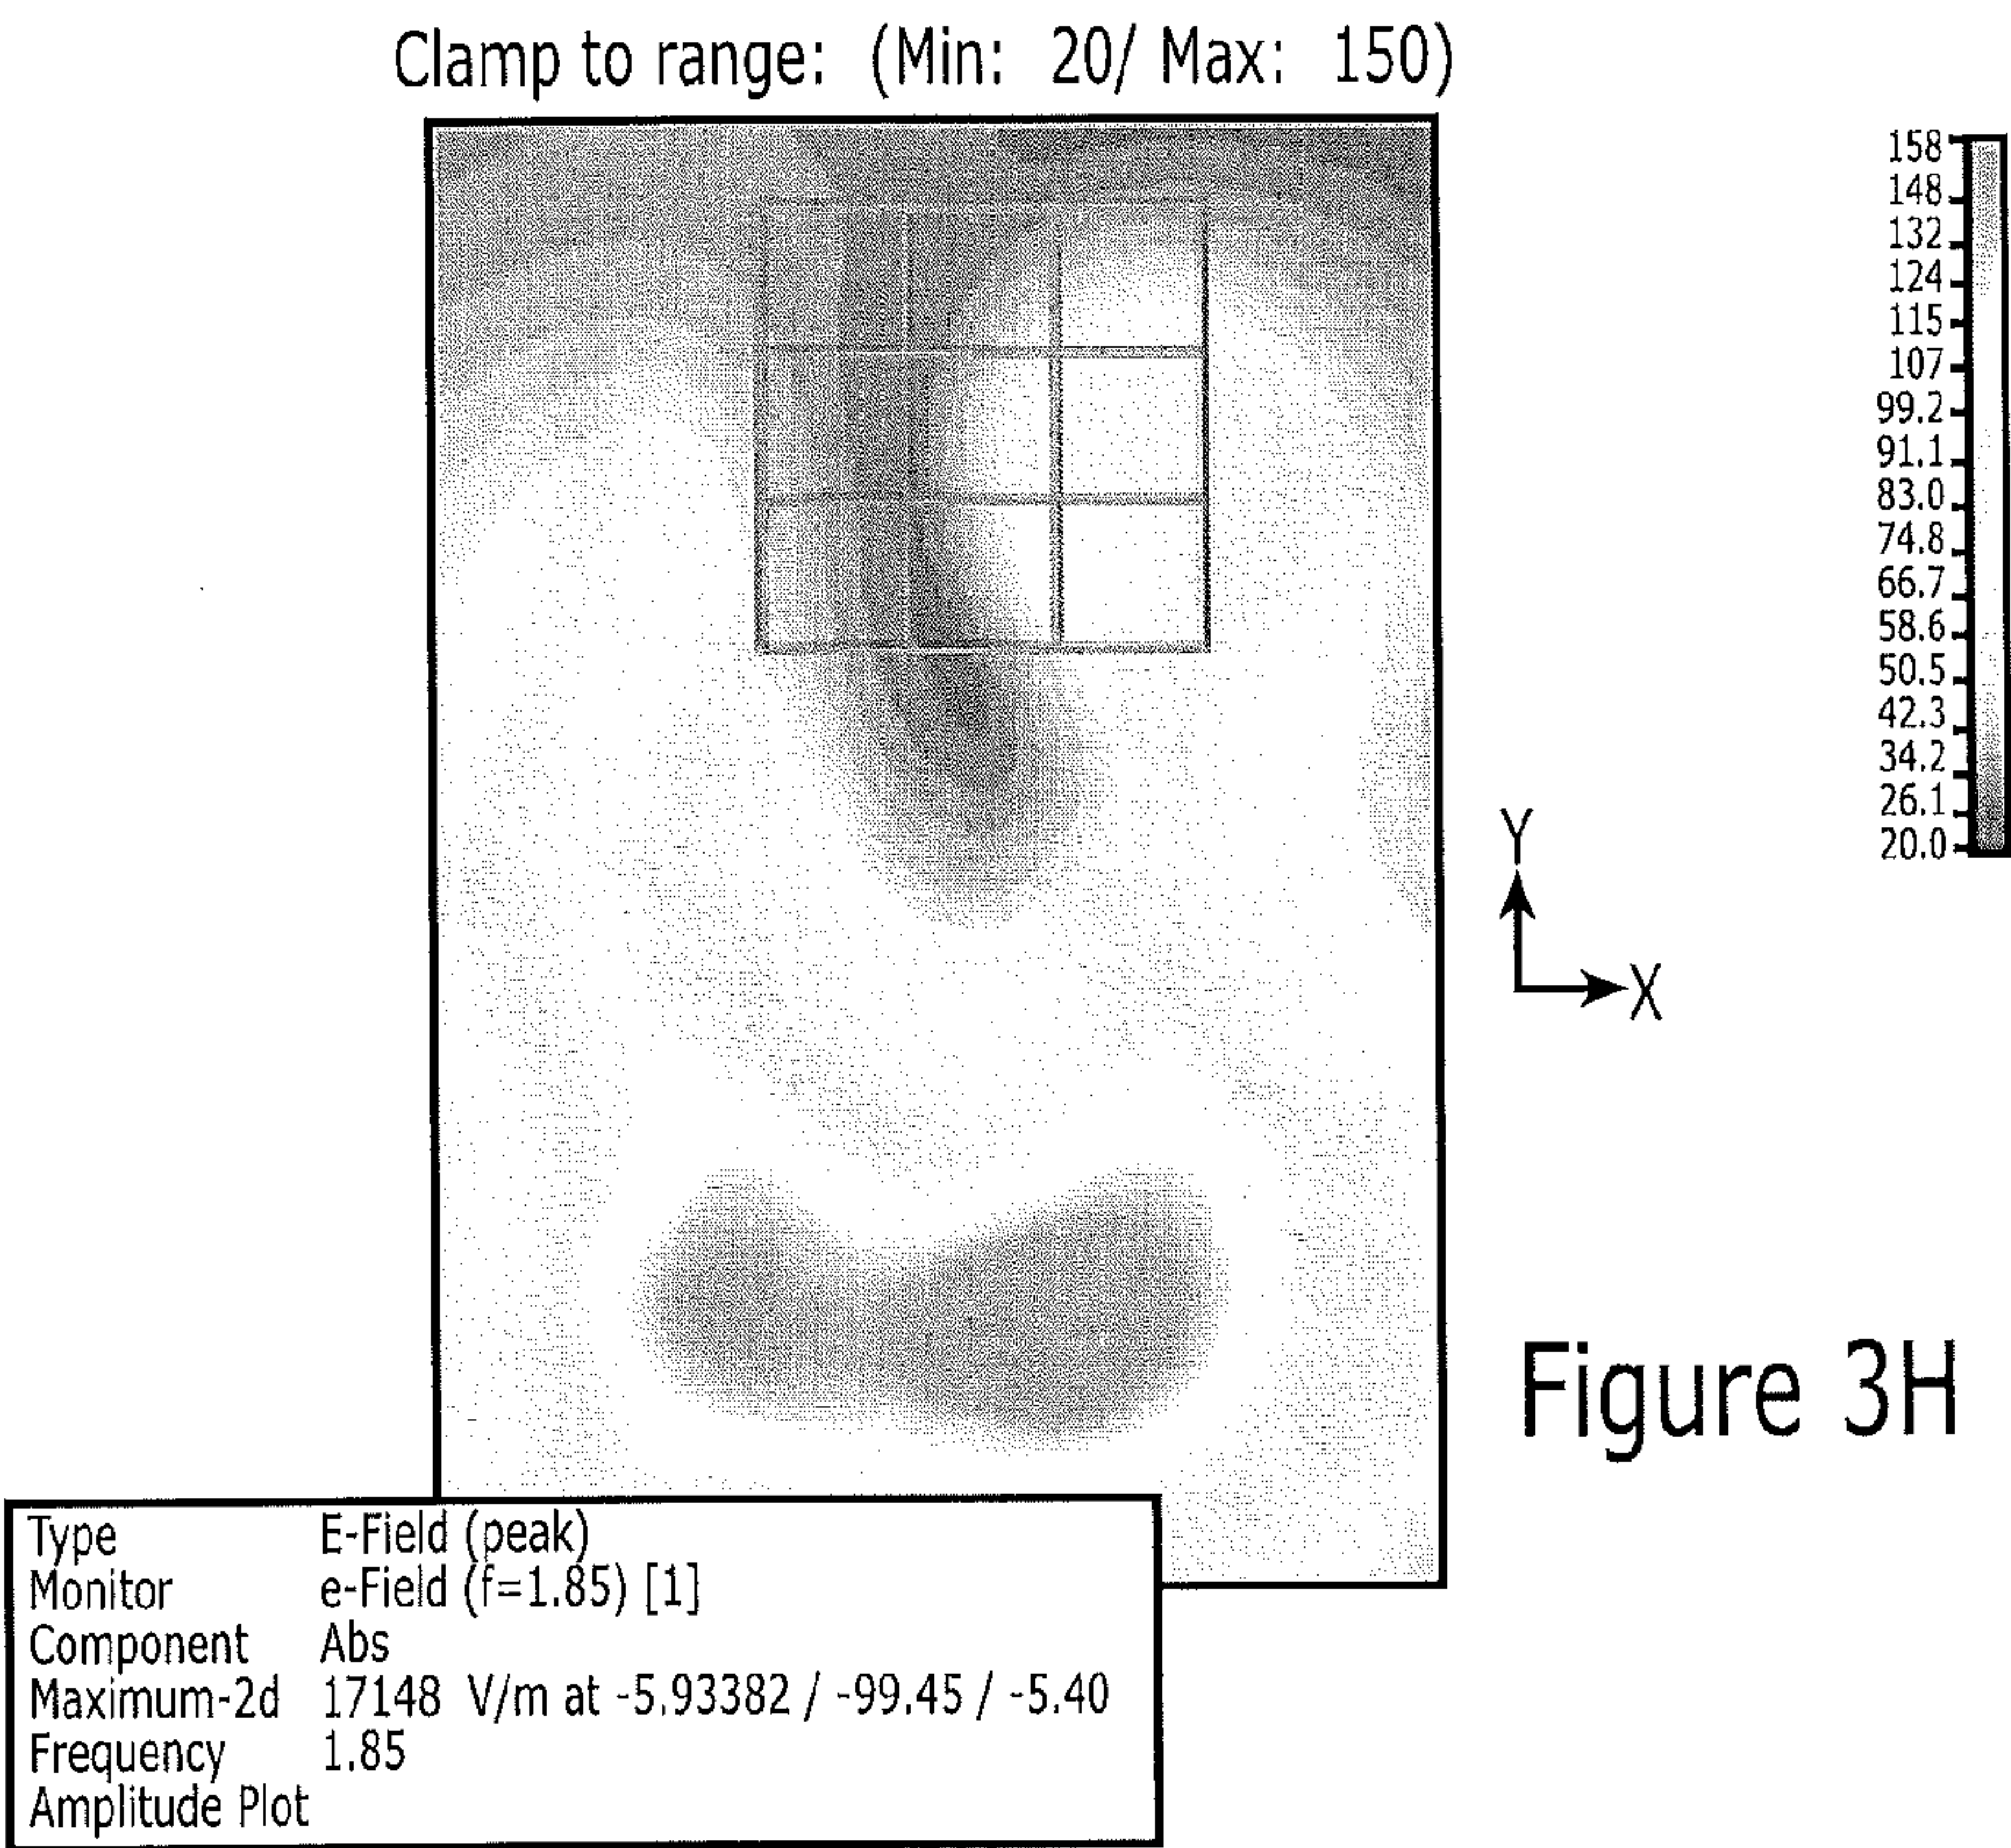 Clamp to range: (Min: 20/ Max: 150)
158
148
132
124
115
107
99.2
91.1
83.0
74.8
66.7
58.6
50.5
42.3
34.2
26.1
20.0
Y
X
Figure 3H
Type E-Field (peak)
Monitor e-Field (f=1.85) [1]
Component Abs
Maximum-2d 17148 V/m at -5.93382 / -99.45 / -5.40
Frequency 1.85
Amplitude Plot